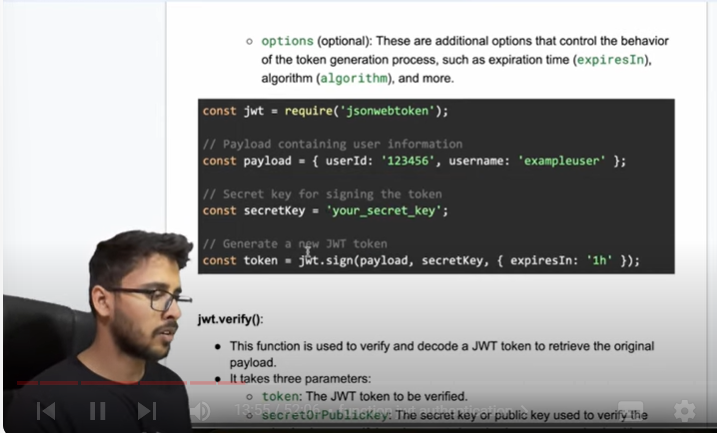 options (optional): These are additional options that control the behavior
of the token generation process, such as expiration time (expiresIn),
algorithm (algorithm), and more.
const jwt = require('jsonwebtoken');
// Payload containing user information
const payload = { userId: '123456', username: 'exampleuser' };
// Secret key for signing the token
const secretKey = 'your_secret_key';
// Generate a new JWT token
const token = jwt.sign(payload, secretKey, { expiresIn: '1h' });
jwt.verify():
This function is used to verify and decode a JWT token to retrieve the original
payload.
It takes three parameters:
token: The JWT token to be verified.
secretOrPublicKey: The secret key or public key used to verify the
13:55